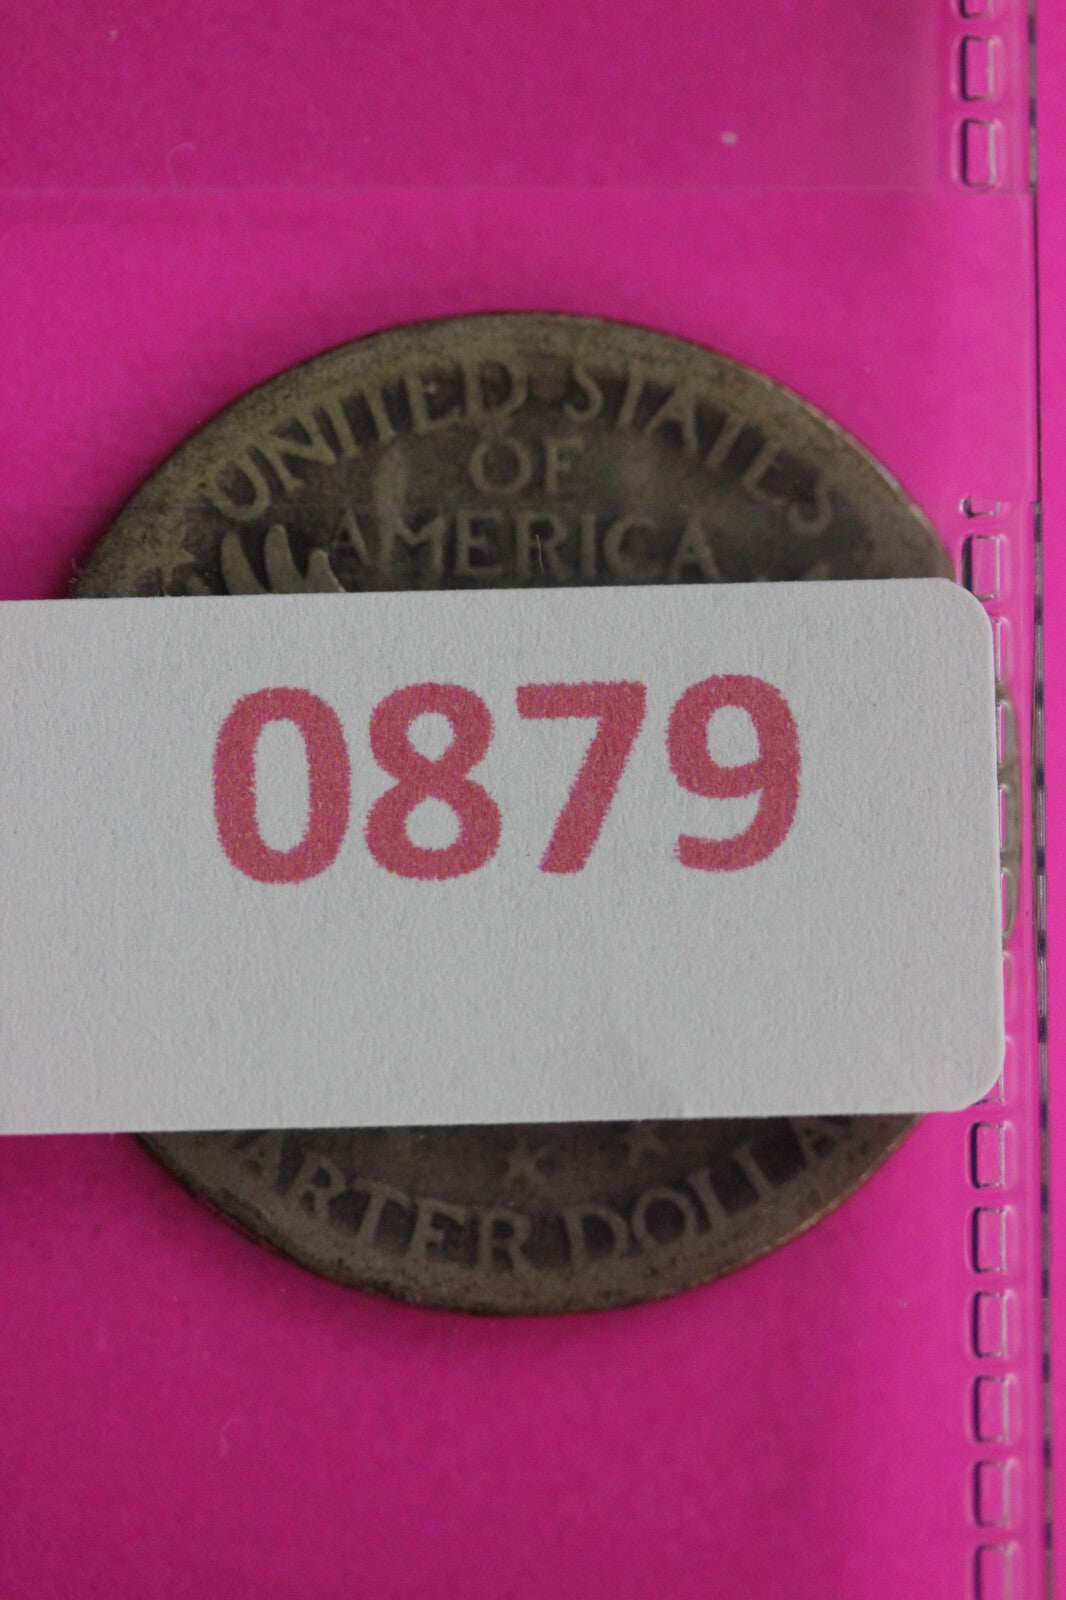 UNITED STATES
OF
AMERICA
0879
ARTER DOLLA